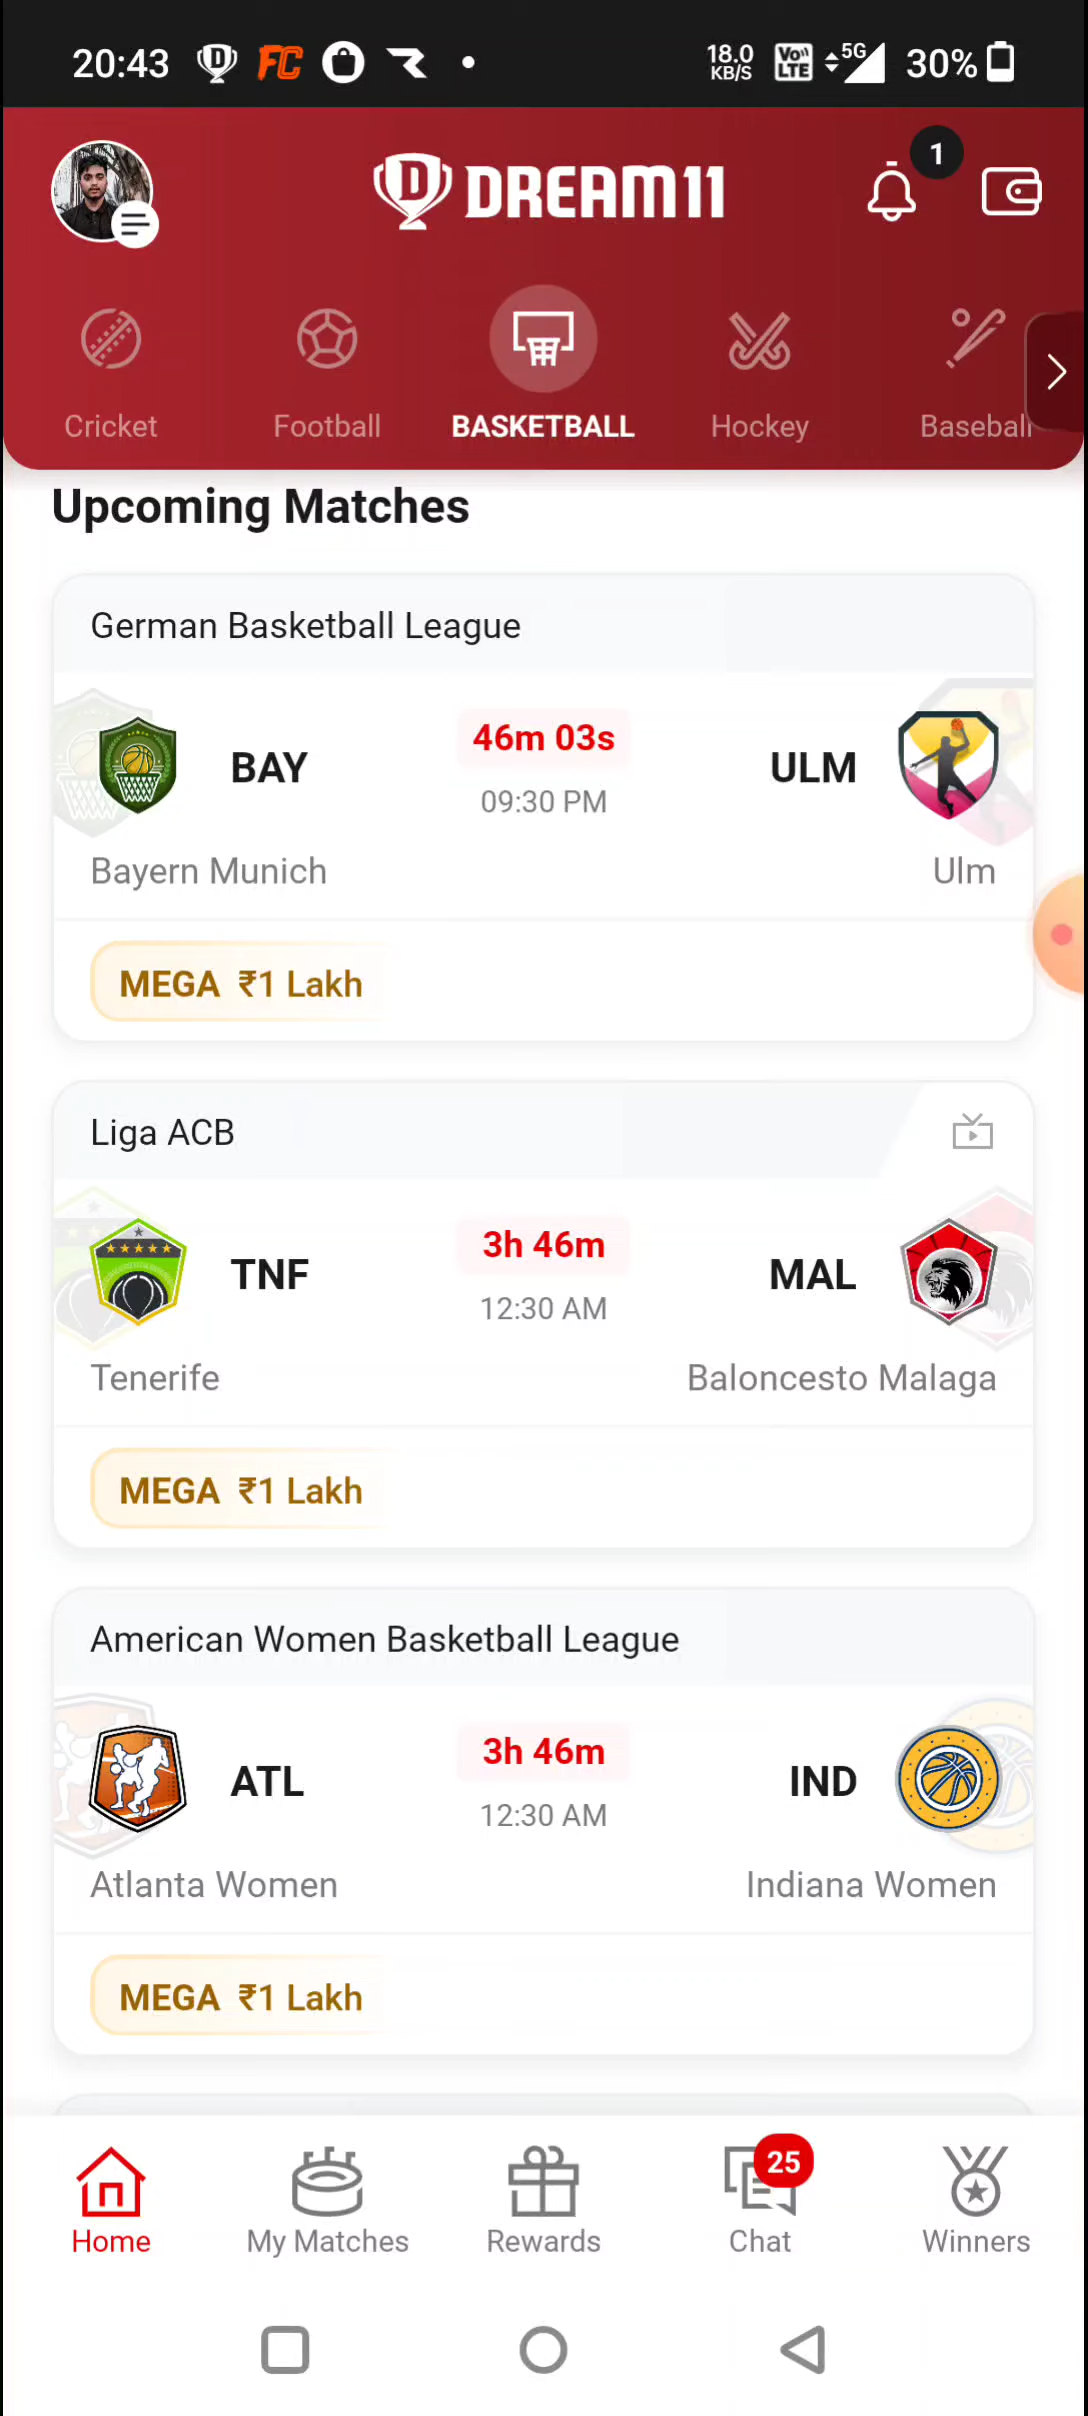 20:43 FC 18.0 KB/S VoLTE 5G 30%
1
DREAM11
Cricket Football BASKETBALL Hockey Baseball
Upcoming Matches
German Basketball League
BAY 46m 03s ULM
09:30 PM
Bayern Munich Ulm
MEGA ₹1 Lakh
Liga ACB
TNF 3h 46m MAL
12:30 AM
Tenerife Baloncesto Malaga
MEGA ₹1 Lakh
American Women Basketball League
ATL 3h 46m IND
12:30 AM
Atlanta Women Indiana Women
MEGA ₹1 Lakh
25
Home My Matches Rewards Chat Winners